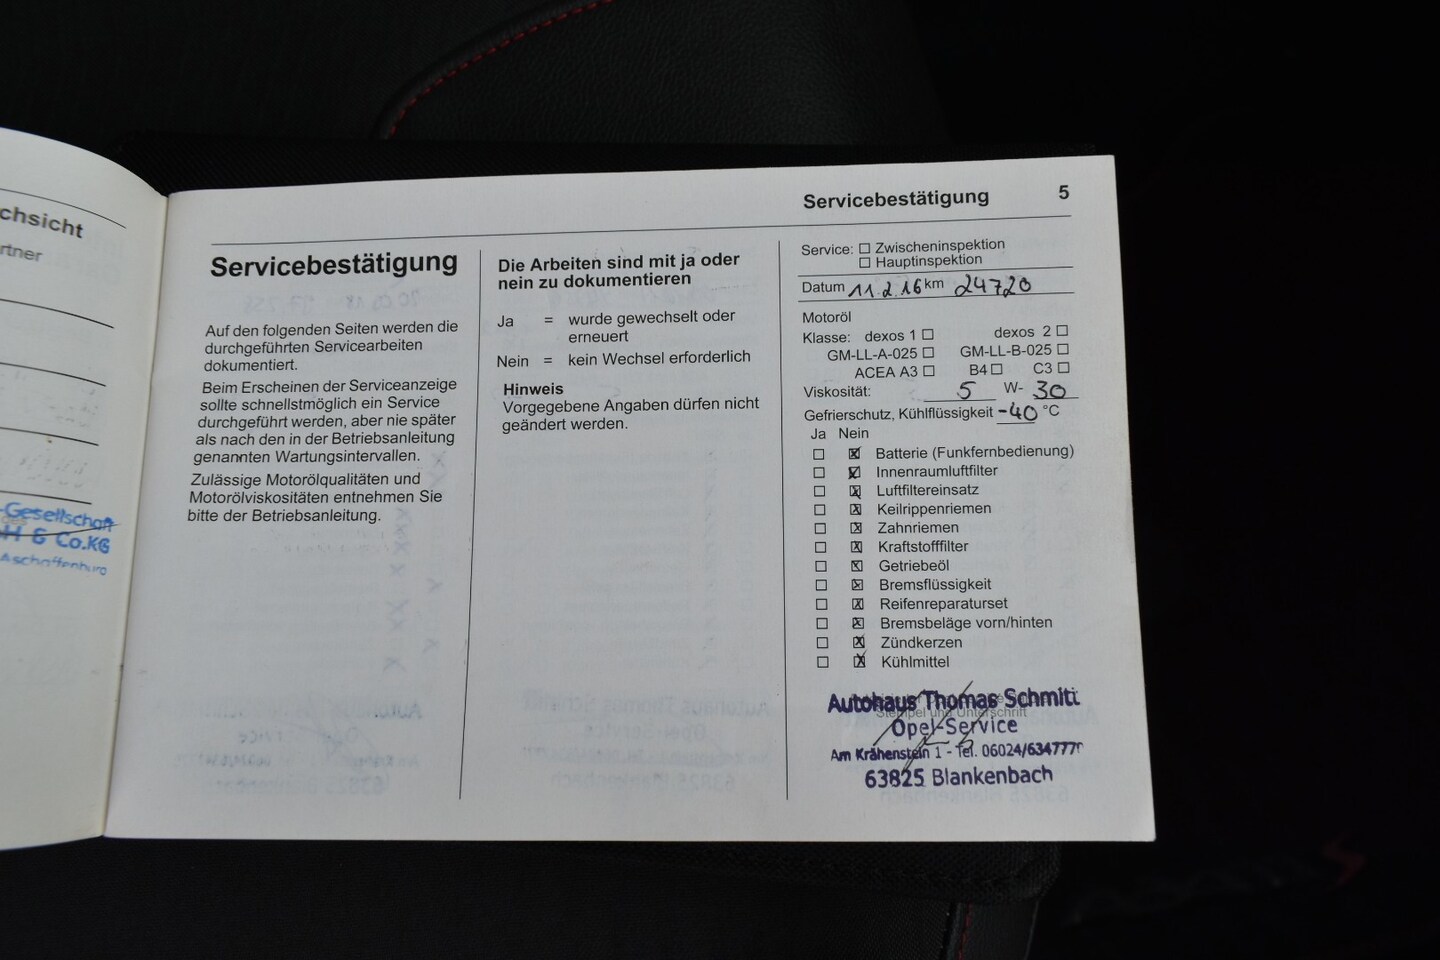 chsicht
rtner
-Gesellschaft
H & Co.KG
Aschaffenburg
Servicebestätigung 5
Servicebestätigung
Auf den folgenden Seiten werden die
durchgeführten Servicearbeiten
dokumentiert.
Beim Erscheinen der Serviceanzeige
sollte schnellstmöglich ein Service
durchgeführt werden, aber nie später
als nach den in der Betriebsanleitung
genannten Wartungsintervallen.
Zulässige Motorölqualitäten und
Motorölviskositäten entnehmen Sie
bitte der Betriebsanleitung.
Die Arbeiten sind mit ja oder
nein zu dokumentieren
Ja = wurde gewechselt oder
erneuert
Nein = kein Wechsel erforderlich
Hinweis
Vorgegebene Angaben dürfen nicht
geändert werden.
Service: ☐ Zwischeninspektion
☐ Hauptinspektion
Datum 11.2.16 km 24720
Motoröl
Klasse: dexos 1 ☐ dexos 2 ☐
GM-LL-A-025 ☐ GM-LL-B-025 ☐
ACEA A3 ☐ B4 ☐ C3 ☐
Viskosität: 5 W- 30
Gefrierschutz, Kühlflüssigkeit -40 °C
Ja Nein
☐ ☒ Batterie (Funkfernbedienung)
☐ ☒ Innenraumluftfilter
☐ ☒ Luftfiltereinsatz
☐ ☒ Keilrippenriemen
☐ ☒ Zahnriemen
☐ ☒ Kraftstofffilter
☐ ☒ Getriebeöl
☐ ☒ Bremsflüssigkeit
☐ ☒ Reifenreparaturset
☐ ☒ Bremsbeläge vorn/hinten
☐ ☒ Zündkerzen
☐ ☒ Kühlmittel
Autohaus Thomas Schmitt
Stempel und Unterschrift
Opel-Service
Am Krähenstein 1 - Tel. 06024/634777
63825 Blankenbach